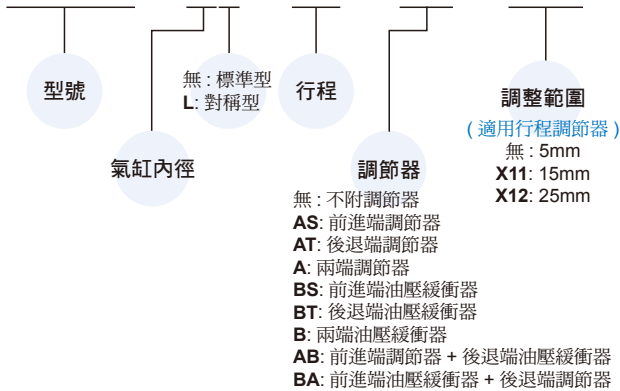 型號
氣缸內徑
無 : 標準型
L: 對稱型
行程
調節器
無 : 不附調節器
AS: 前進端調節器
AT: 後退端調節器
A: 兩端調節器
BS: 前進端油壓緩衝器
BT: 後退端油壓緩衝器
B: 兩端油壓緩衝器
AB: 前進端調節器 + 後退端油壓緩衝器
BA: 前進端油壓緩衝器 + 後退端調節器
調整範圍
( 適用行程調節器 )
無 : 5mm
X11: 15mm
X12: 25mm